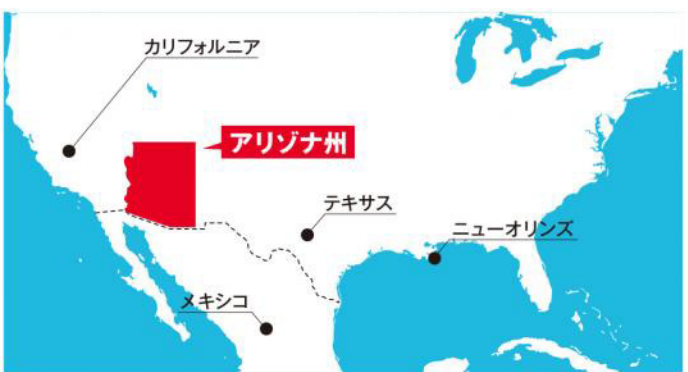 カリフォルニア
アリゾナ州
テキサス
ニューオリンズ
メキシコ